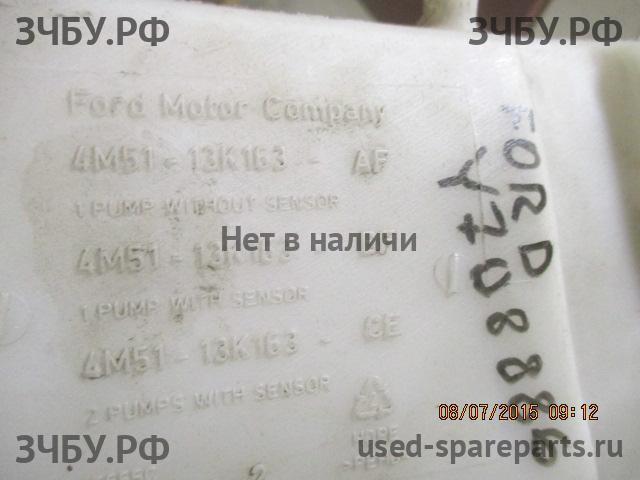 ЗЧБУ.РФ
ЗЧБУ.РФ
Ford Motor Company
4M51 - 13K163 - AF
1 PUMP WITHOUT SENSOR
4M51 - 13K163 -
1 PUMP WITH SENSOR
4M51 - 13K163 - CE
2 PUMPS WITH SENSOR
Нет в наличи
FORD
08/07/2015 09:12
ЗЧБУ.РФ
used-spareparts.ru
2